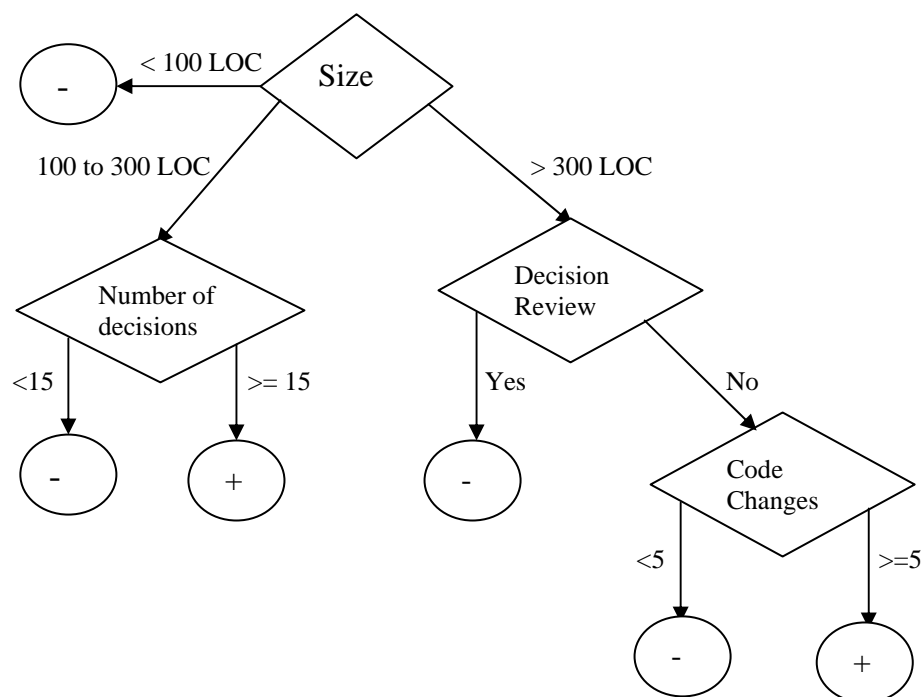 Size
< 100 LOC
-
100 to 300 LOC
> 300 LOC
Number of
decisions
Decision
Review
<15
>= 15
Yes
No
-
+
-
Code
Changes
<5
>=5
-
+